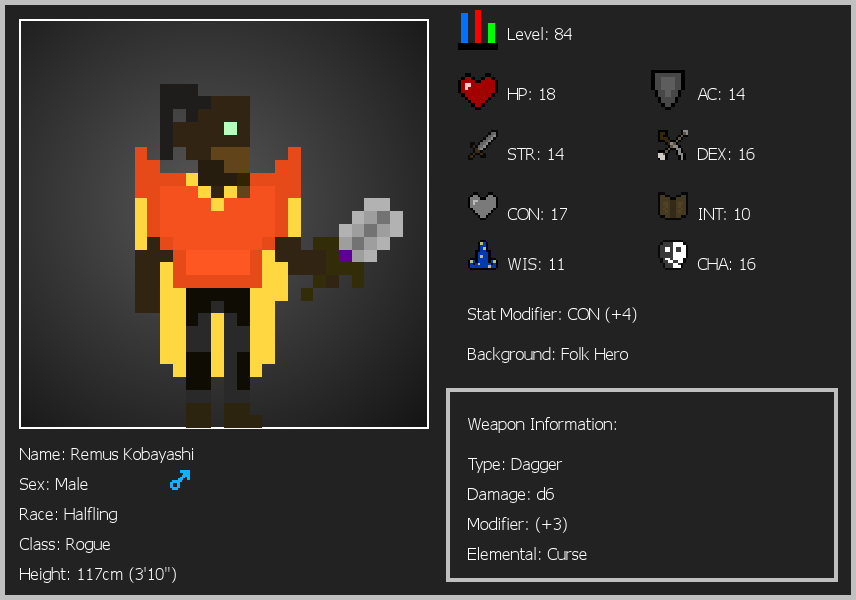 Level: 84
HP: 18
AC: 14
STR: 14
DEX: 16
CON: 17
INT: 10
WIS: 11
CHA: 16
Stat Modifier: CON (+4)
Background: Folk Hero
Weapon Information:
Type: Dagger
Damage: d6
Modifier: (+3)
Elemental: Curse
Name: Remus Kobayashi
Sex: Male
Race: Halfling
Class: Rogue
Height: 117cm (3'10")